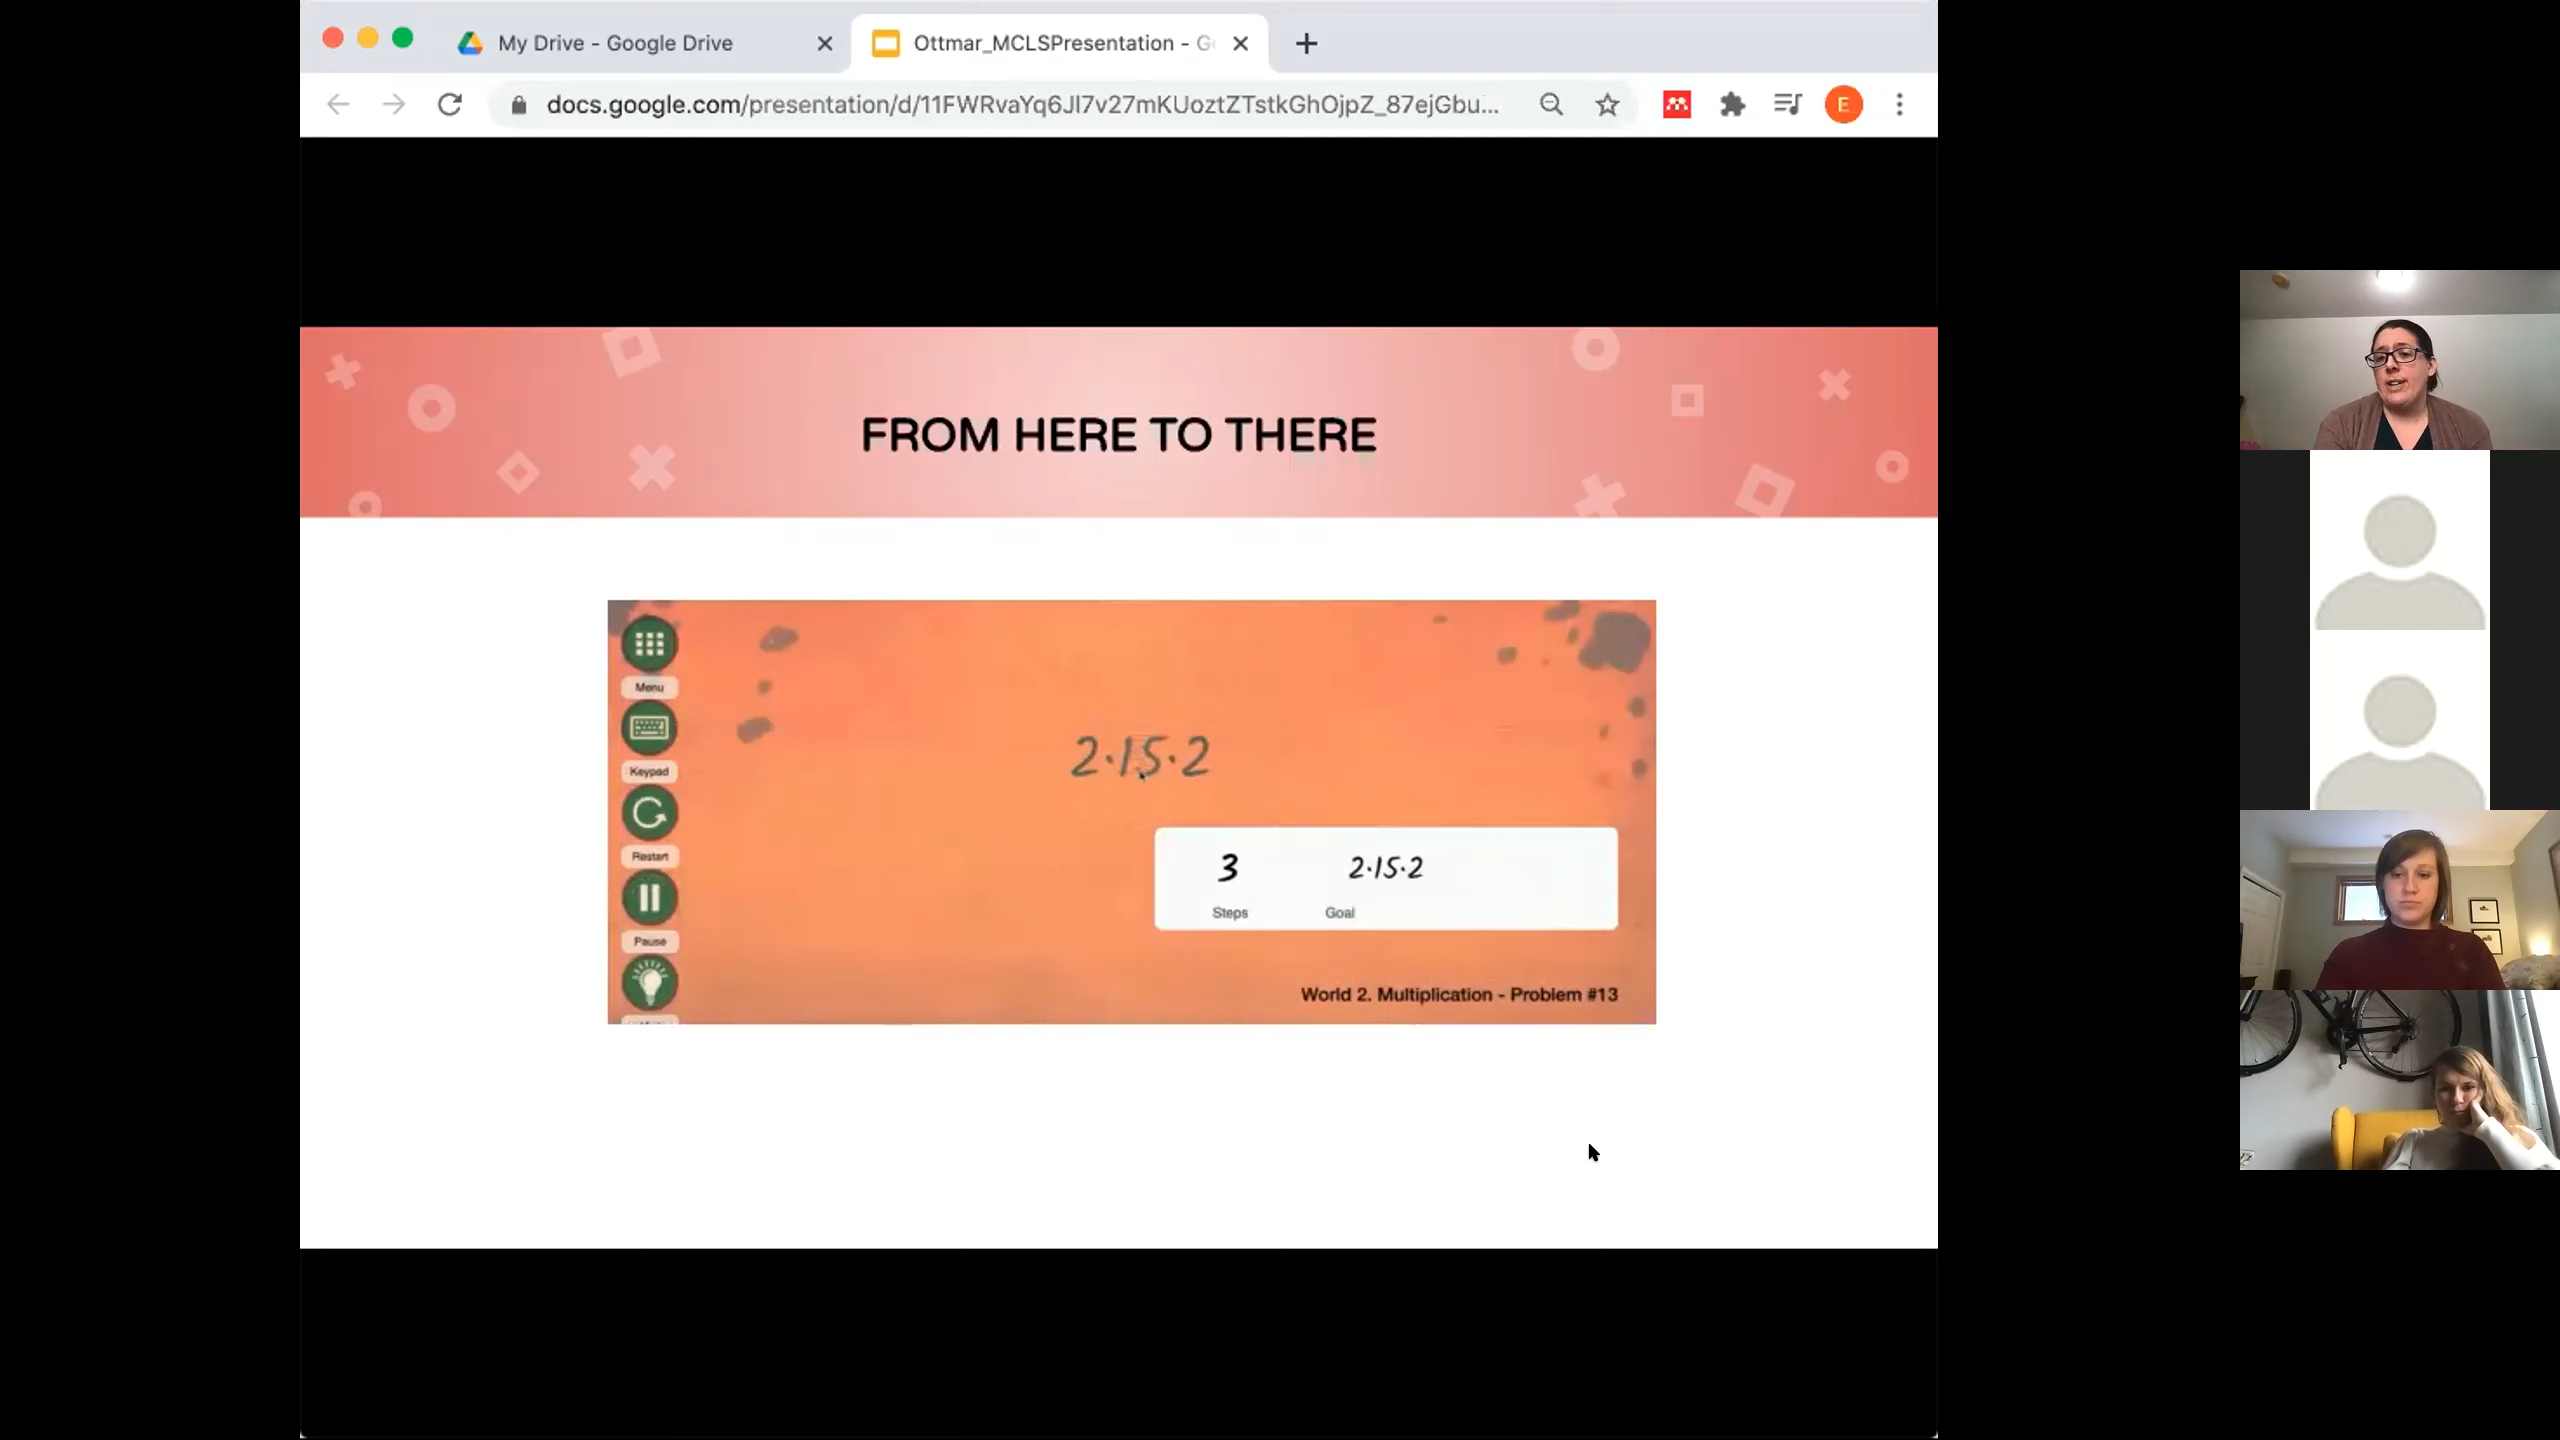 My Drive - Google Drive
Ottmar_MCLSPresentation - G
docs.google.com/presentation/d/11FWRvaYq6Jl7v27mKUoztZTstkGhOjpZ_87ejGbu...
E
FROM HERE TO THERE
Menu
Keypad
Restart
Pause
2·15·2
3
2·15·2
Steps
Goal
World 2. Multiplication - Problem #13